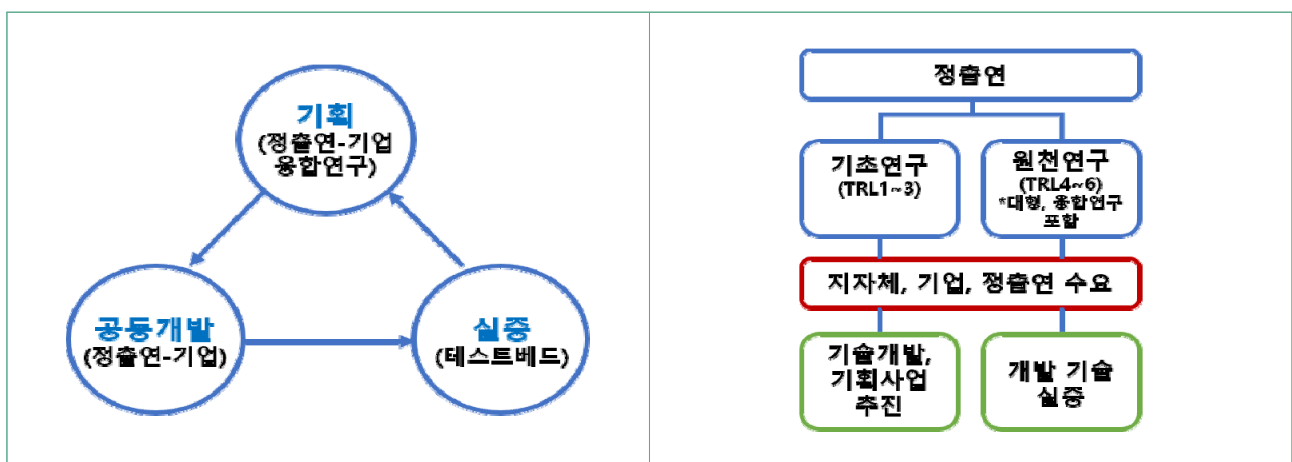 기획
(정출연-기업
융합연구)
공동개발
(정출연-기업)
실증
(테스트베드)
정출연
기초연구
(TRL1~3)
원천연구
(TRL4~6)
*대형, 융합연구
포함
지자체, 기업, 정출연 수요
기술개발,
기획사업
추진
개발 기술
실증